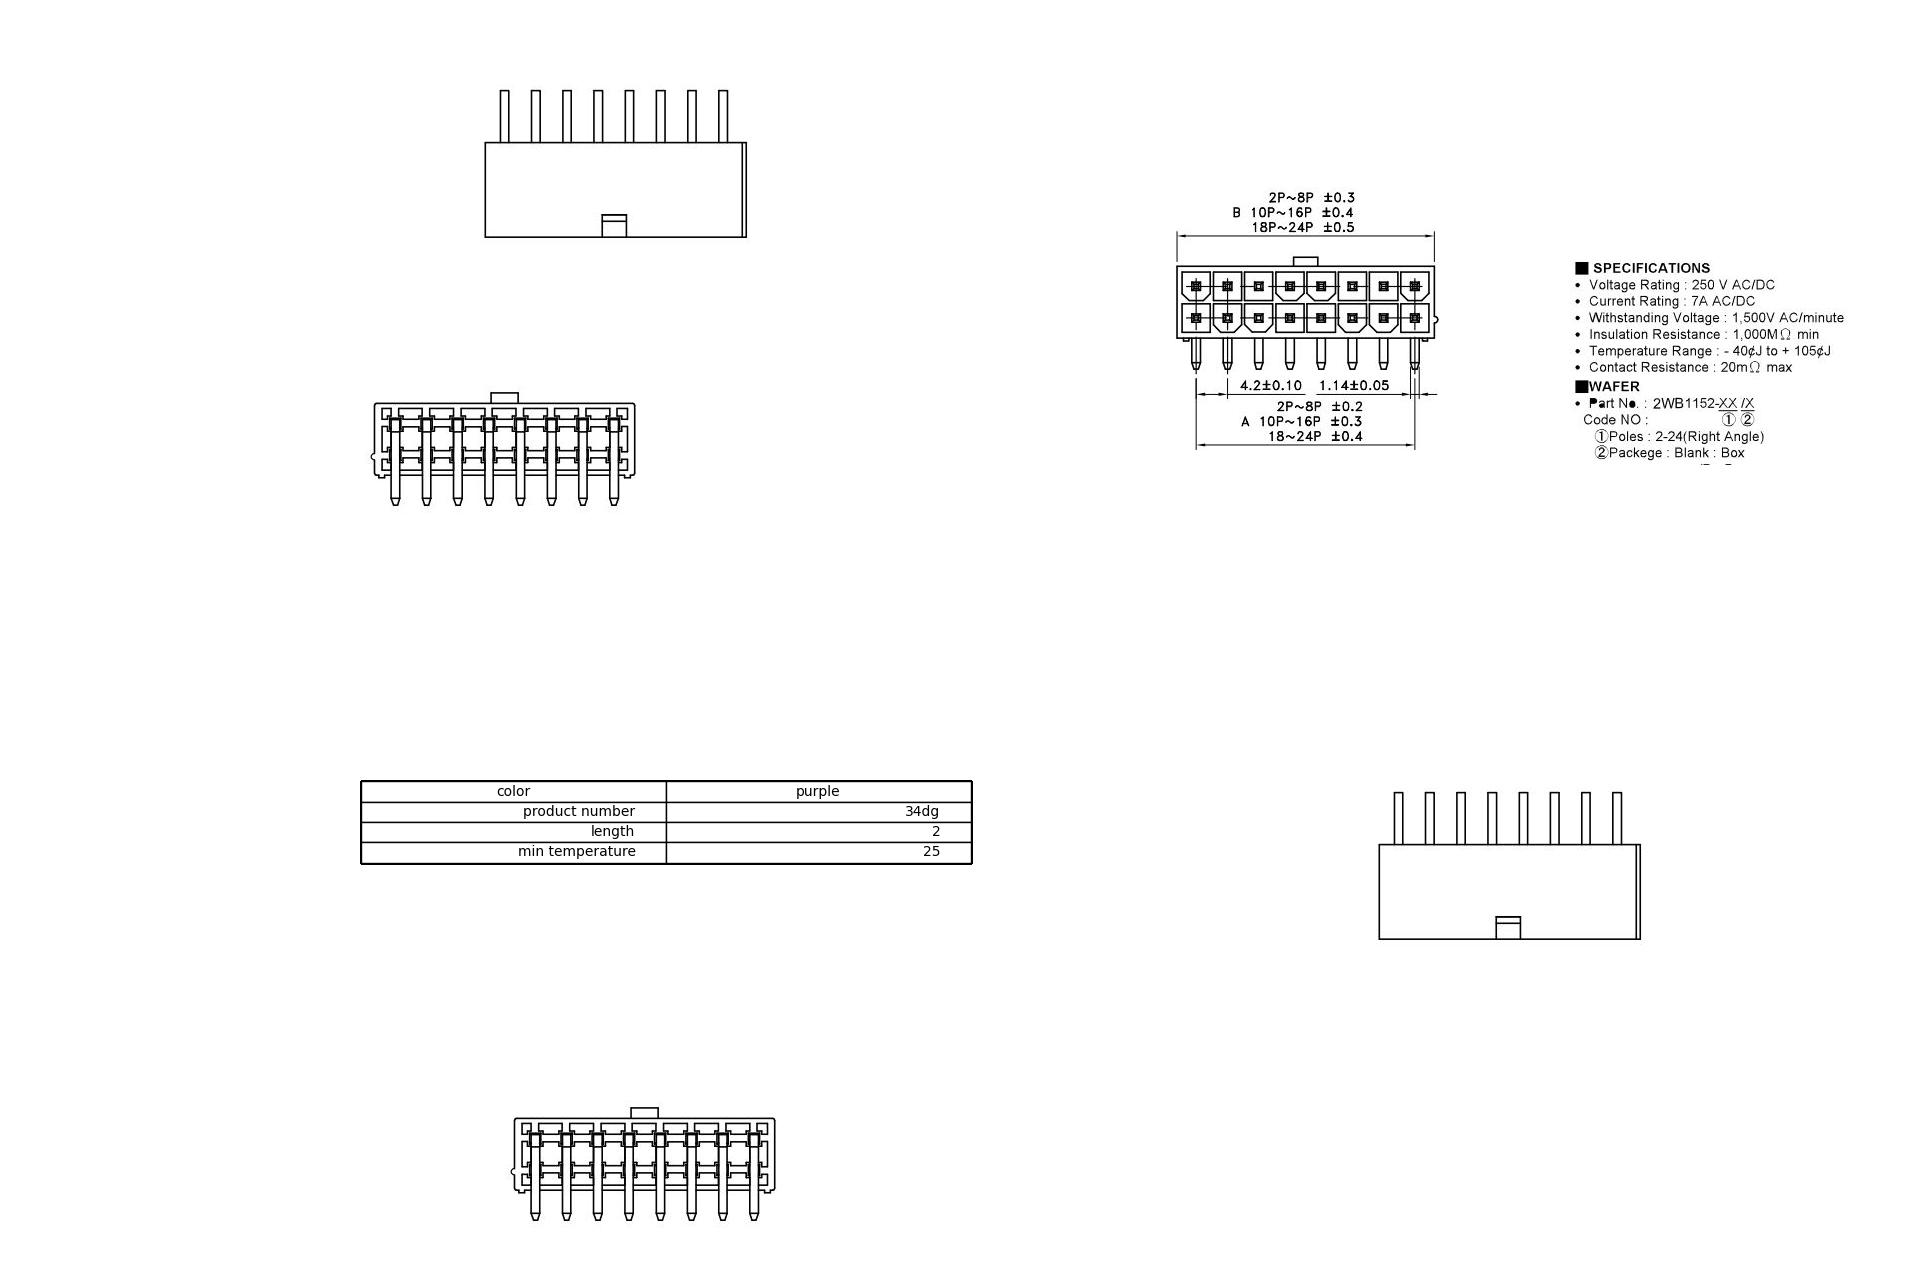 2P~8P ±0.3
B 10P~16P ±0.4
18P~24P ±0.5
4.2±0.10 1.14±0.05
2P~8P ±0.2
A 10P~16P ±0.3
18~24P ±0.4
■ SPECIFICATIONS
• Voltage Rating : 250 V AC/DC
• Current Rating : 7A AC/DC
• Withstanding Voltage : 1,500V AC/minute
• Insulation Resistance : 1,000MΩ min
• Temperature Range : - 40¢J to + 105¢J
• Contact Resistance : 20mΩ max
■WAFER
• Part No. : 2WB1152-XX /X
Code NO : ① ②
①Poles : 2-24(Right Angle)
②Packege : Blank : Box
color purple
product number 34dg
length 2
min temperature 25